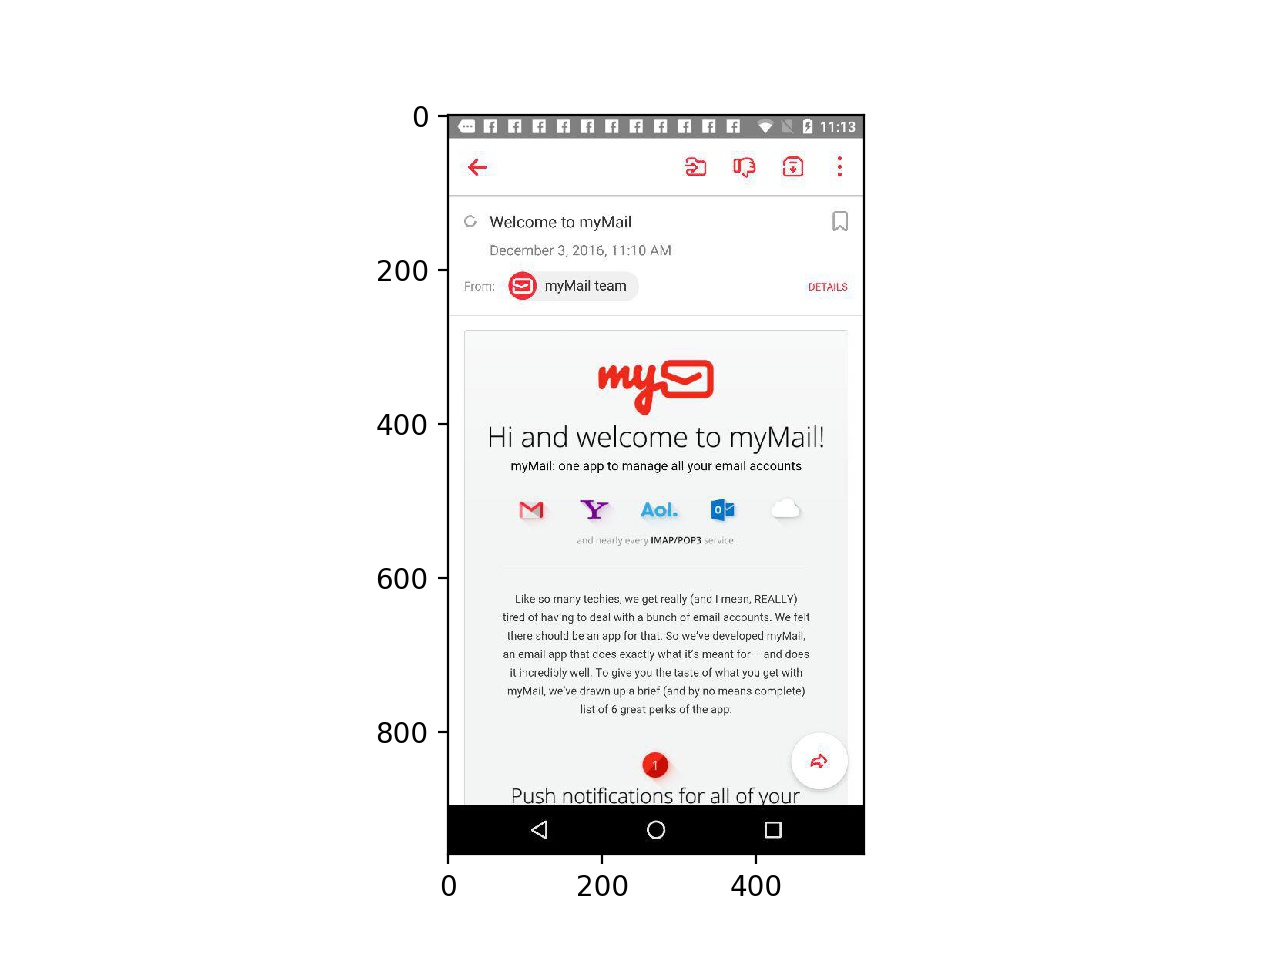 0
200
400
600
800
0
200
400
11:13
Welcome to myMail
December 3, 2016, 11:10 AM
From: myMail team
DETAILS
my
Hi and welcome to myMail!
myMail: one app to manage all your email accounts
M Y Aol. o
and nearly every IMAP/POP3 service
Like so many techies, we get really (and I mean, REALLY)
tired of having to deal with a bunch of email accounts. We felt
there should be an app for that. So we've developed myMail,
an email app that does exactly what it's meant for — and does
it incredibly well. To give you the taste of what you get with
myMail, we've drawn up a brief (and by no means complete)
list of 6 great perks of the app:
1
Push notifications for all of your